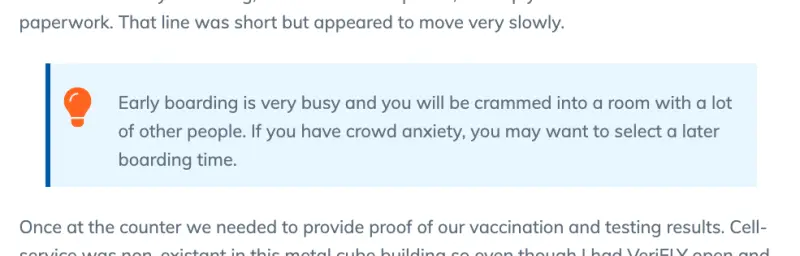 paperwork. That line was short but appeared to move very slowly.
Early boarding is very busy and you will be crammed into a room with a lot
of other people. If you have crowd anxiety, you may want to select a later
boarding time.
Once at the counter we needed to provide proof of our vaccination and testing results. Cell-
service was non-existant in this metal cube building so even though I had VeriFLY open and